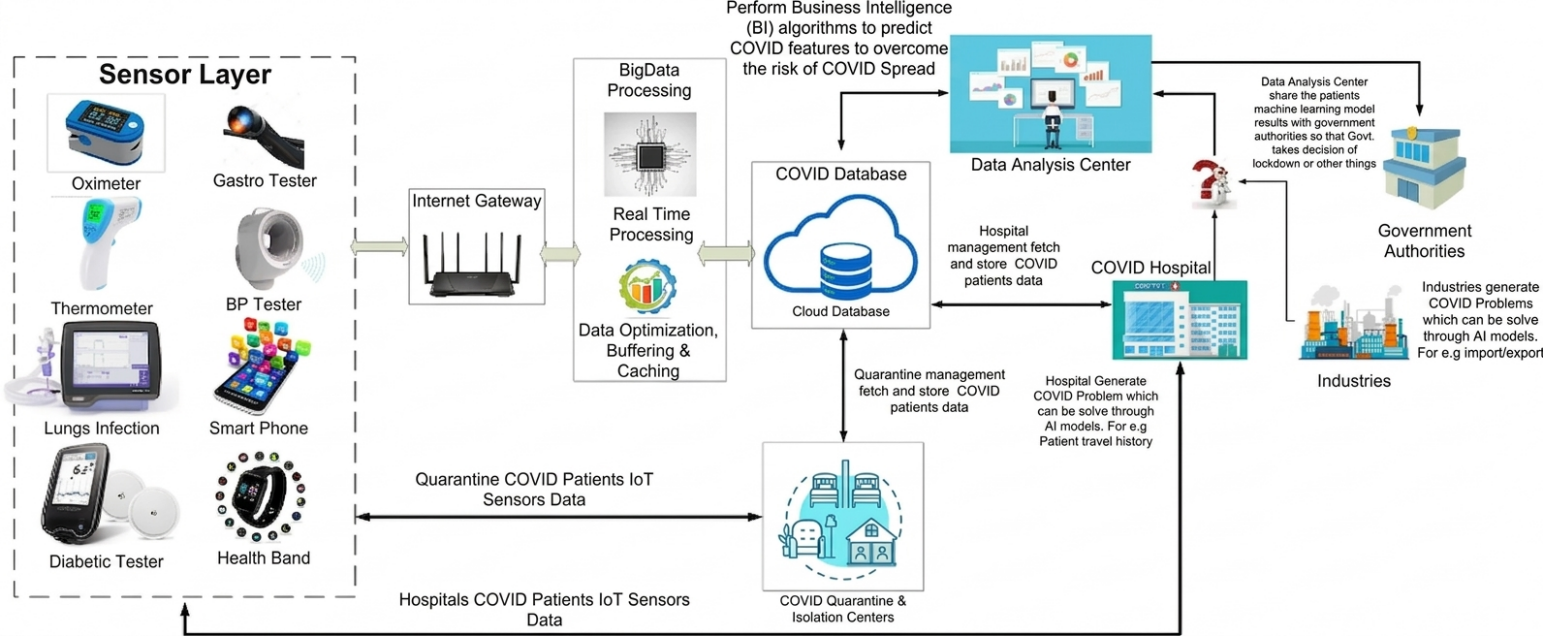 Perform Business Intelligence
(BI) algorithms to predict
COVID features to overcome
the risk of COVID Spread
Sensor Layer
Oximeter
Gastro Tester
Thermometer
BP Tester
Lungs Infection
Smart Phone
Diabetic Tester
Health Band
Internet Gateway
BigData
Processing
Real Time
Processing
Data Optimization,
Buffering &
Caching
COVID Database
Cloud Database
Data Analysis Center
Data Analysis Center
share the patients
machine learning model
results with government
authorities so that Govt.
takes decision of
lockdown or other things
Government
Authorities
Hospital
management fetch
and store COVID
patients data
COVID Hospital
Industries generate
COVID Problems
which can be solve
through AI models.
For e.g import/export
Industries
Quarantine management
fetch and store COVID
patients data
Hospital Generate
COVID Problem which
can be solve through
AI models. For e.g
Patient travel history
Quarantine COVID Patients IoT
Sensors Data
COVID Quarantine &
Isolation Centers
Hospitals COVID Patients IoT Sensors
Data